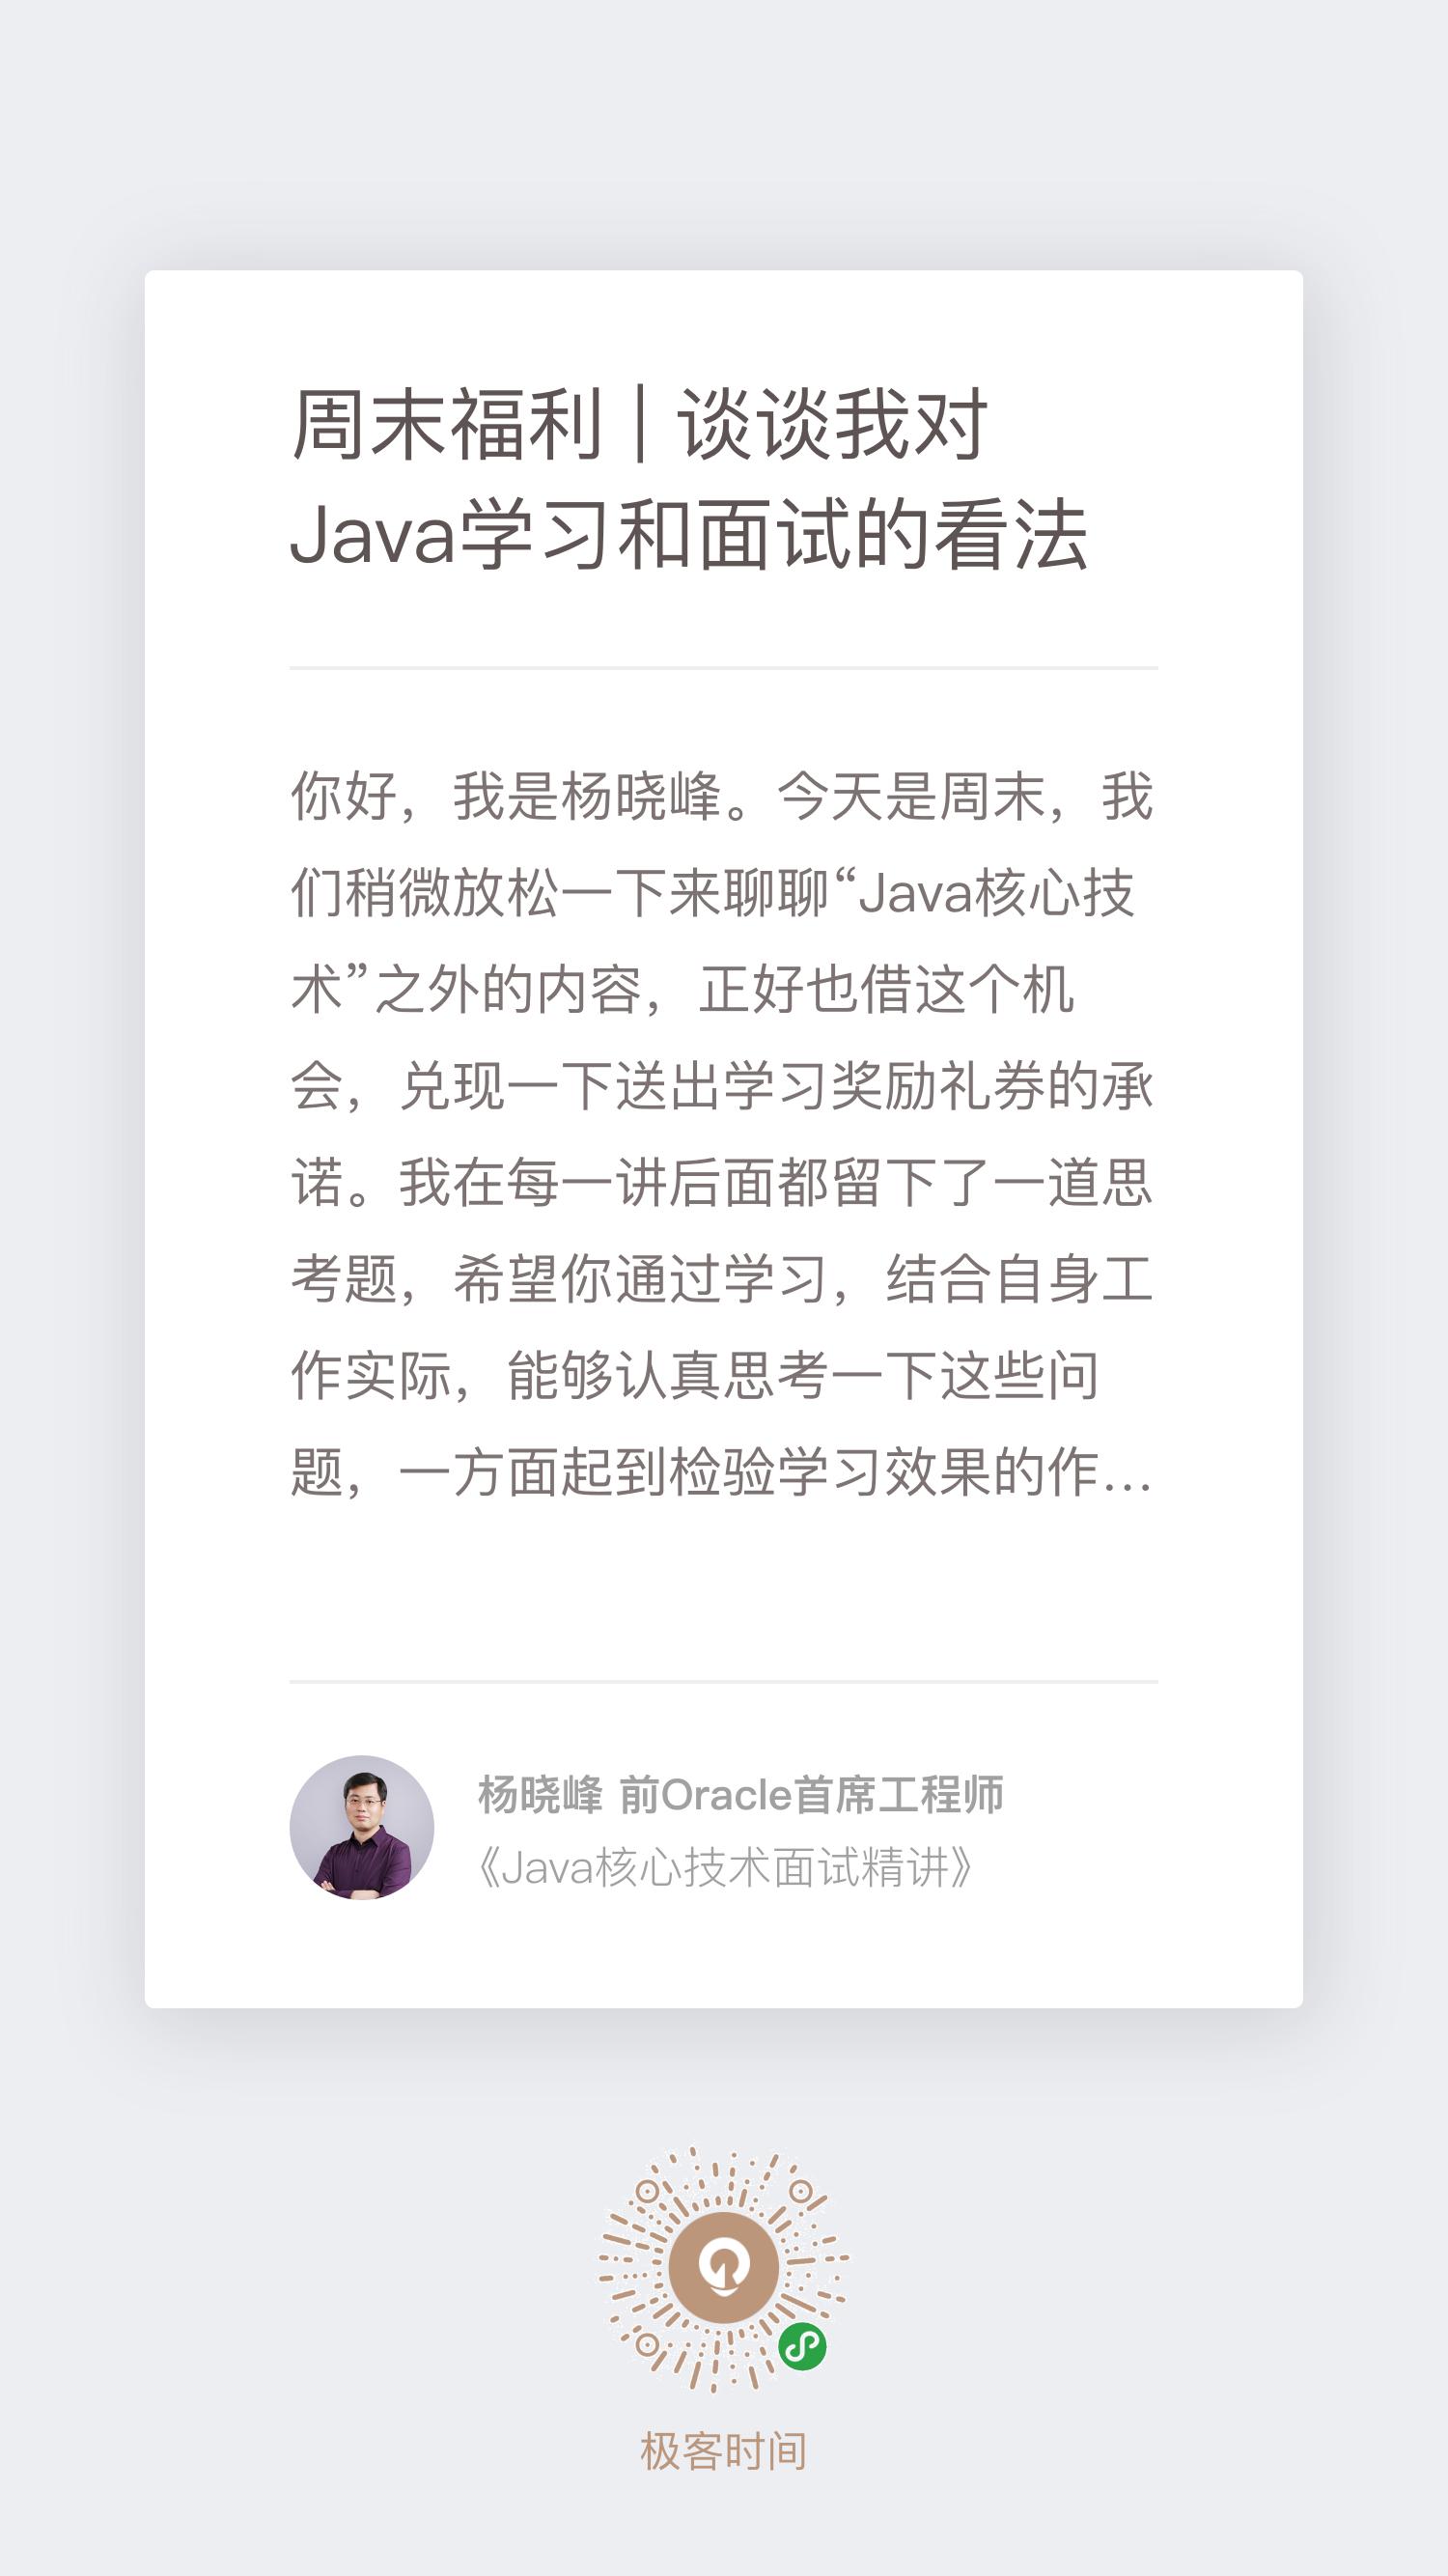 周末福利 | 谈谈我对
Java学习和面试的看法
你好，我是杨晓峰。今天是周末，我
们稍微放松一下来聊聊“Java核心技
术”之外的内容，正好也借这个机
会，兑现一下送出学习奖励礼券的承
诺。我在每一讲后面都留下了一道思
考题，希望你通过学习，结合自身工
作实际，能够认真思考一下这些问
题，一方面起到检验学习效果的作…
杨晓峰 前Oracle首席工程师
《Java核心技术面试精讲》
极客时间